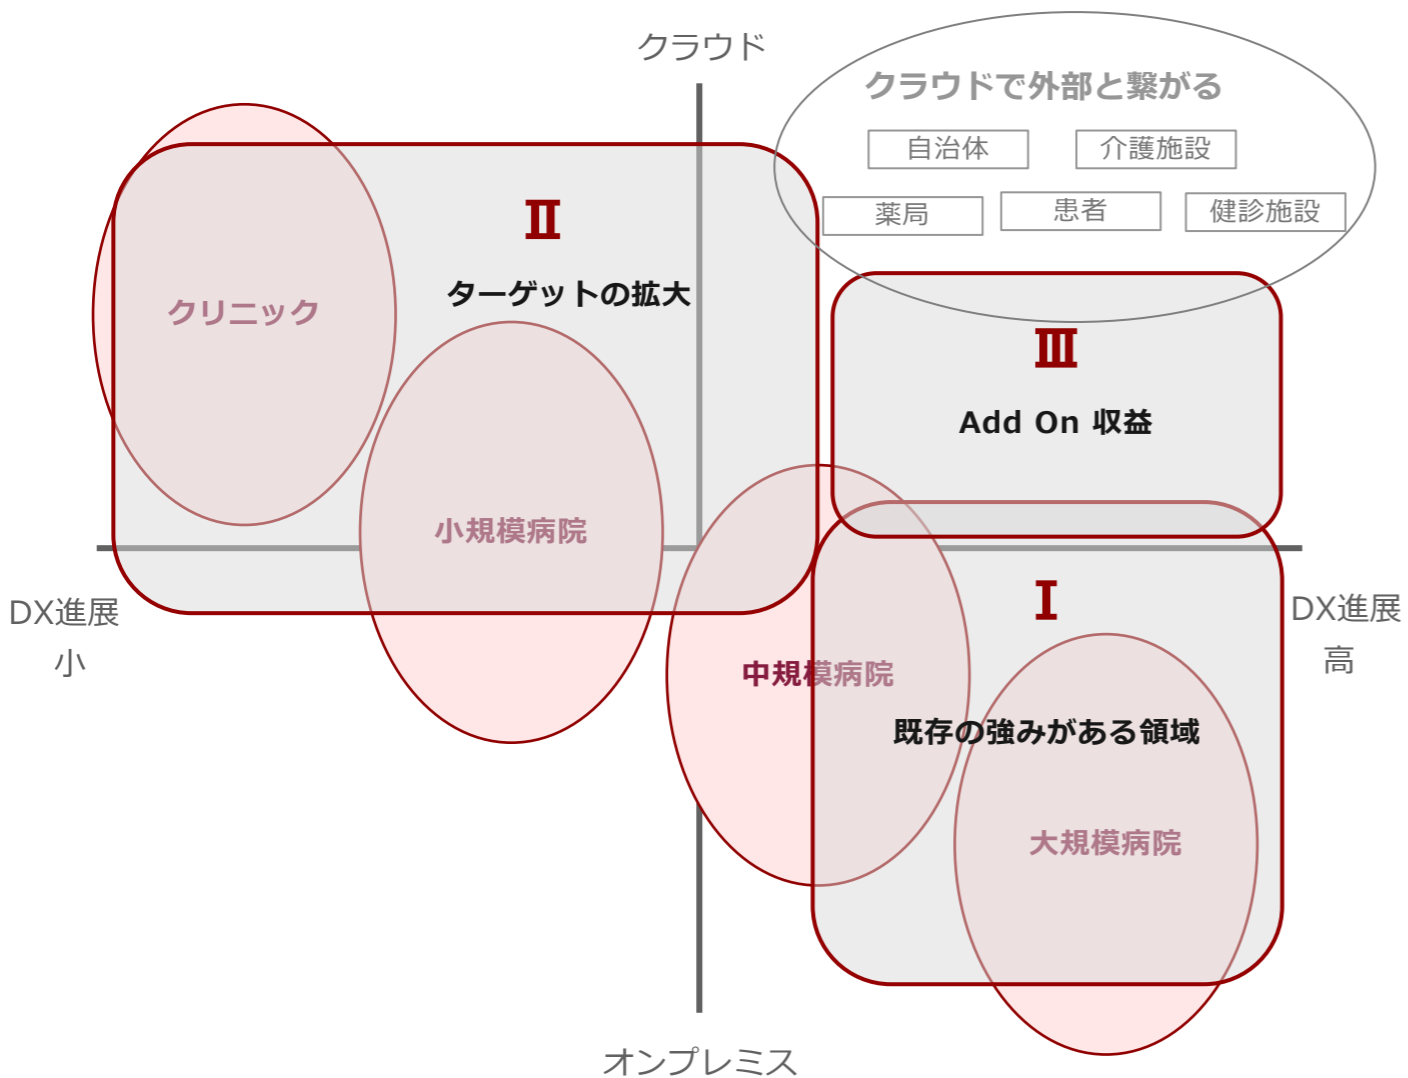 クラウド
クラウドで外部と繋がる
自治体
介護施設
薬局
患者
健診施設
Ⅱ
ターゲットの拡大
クリニック
Ⅲ
Add On 収益
小規模病院
DX進展
小
Ⅰ
DX進展
高
中規模病院
既存の強みがある領域
大規模病院
オンプレミス